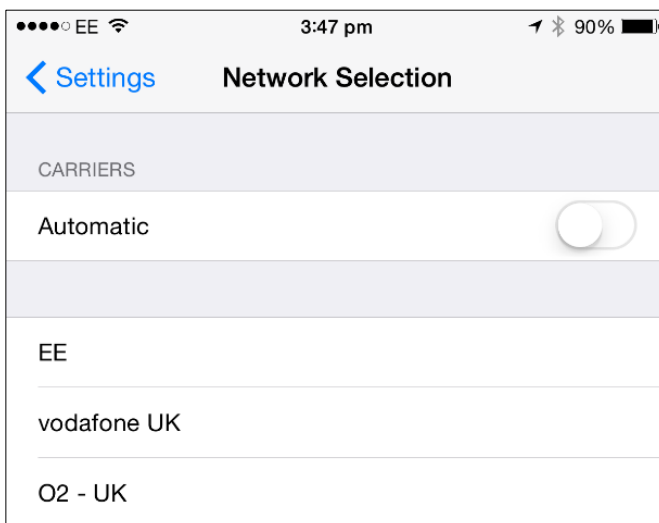 EE 3:47 pm 90%
Settings Network Selection
CARRIERS
Automatic
EE
vodafone UK
O2 - UK